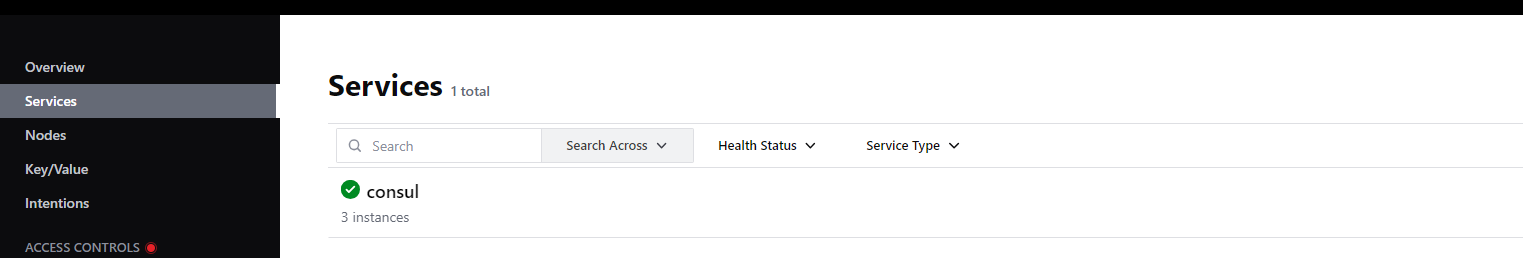 Overview
Services
Nodes
Key/Value
Intentions
ACCESS CONTROLS
Services 1 total
Search Search Across Health Status Service Type
consul
3 instances